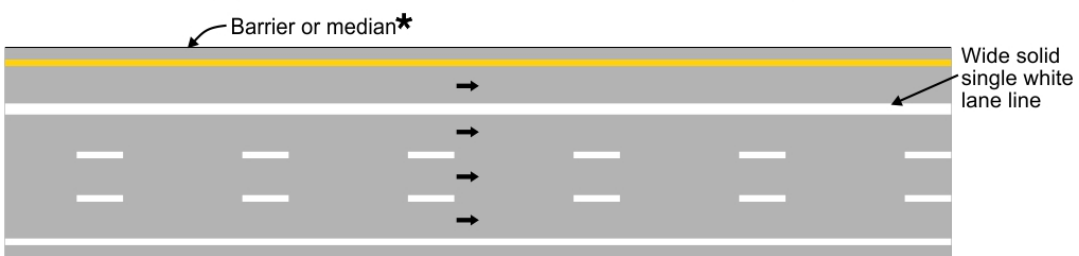 Barrier or median*
Wide solid
single white
lane line